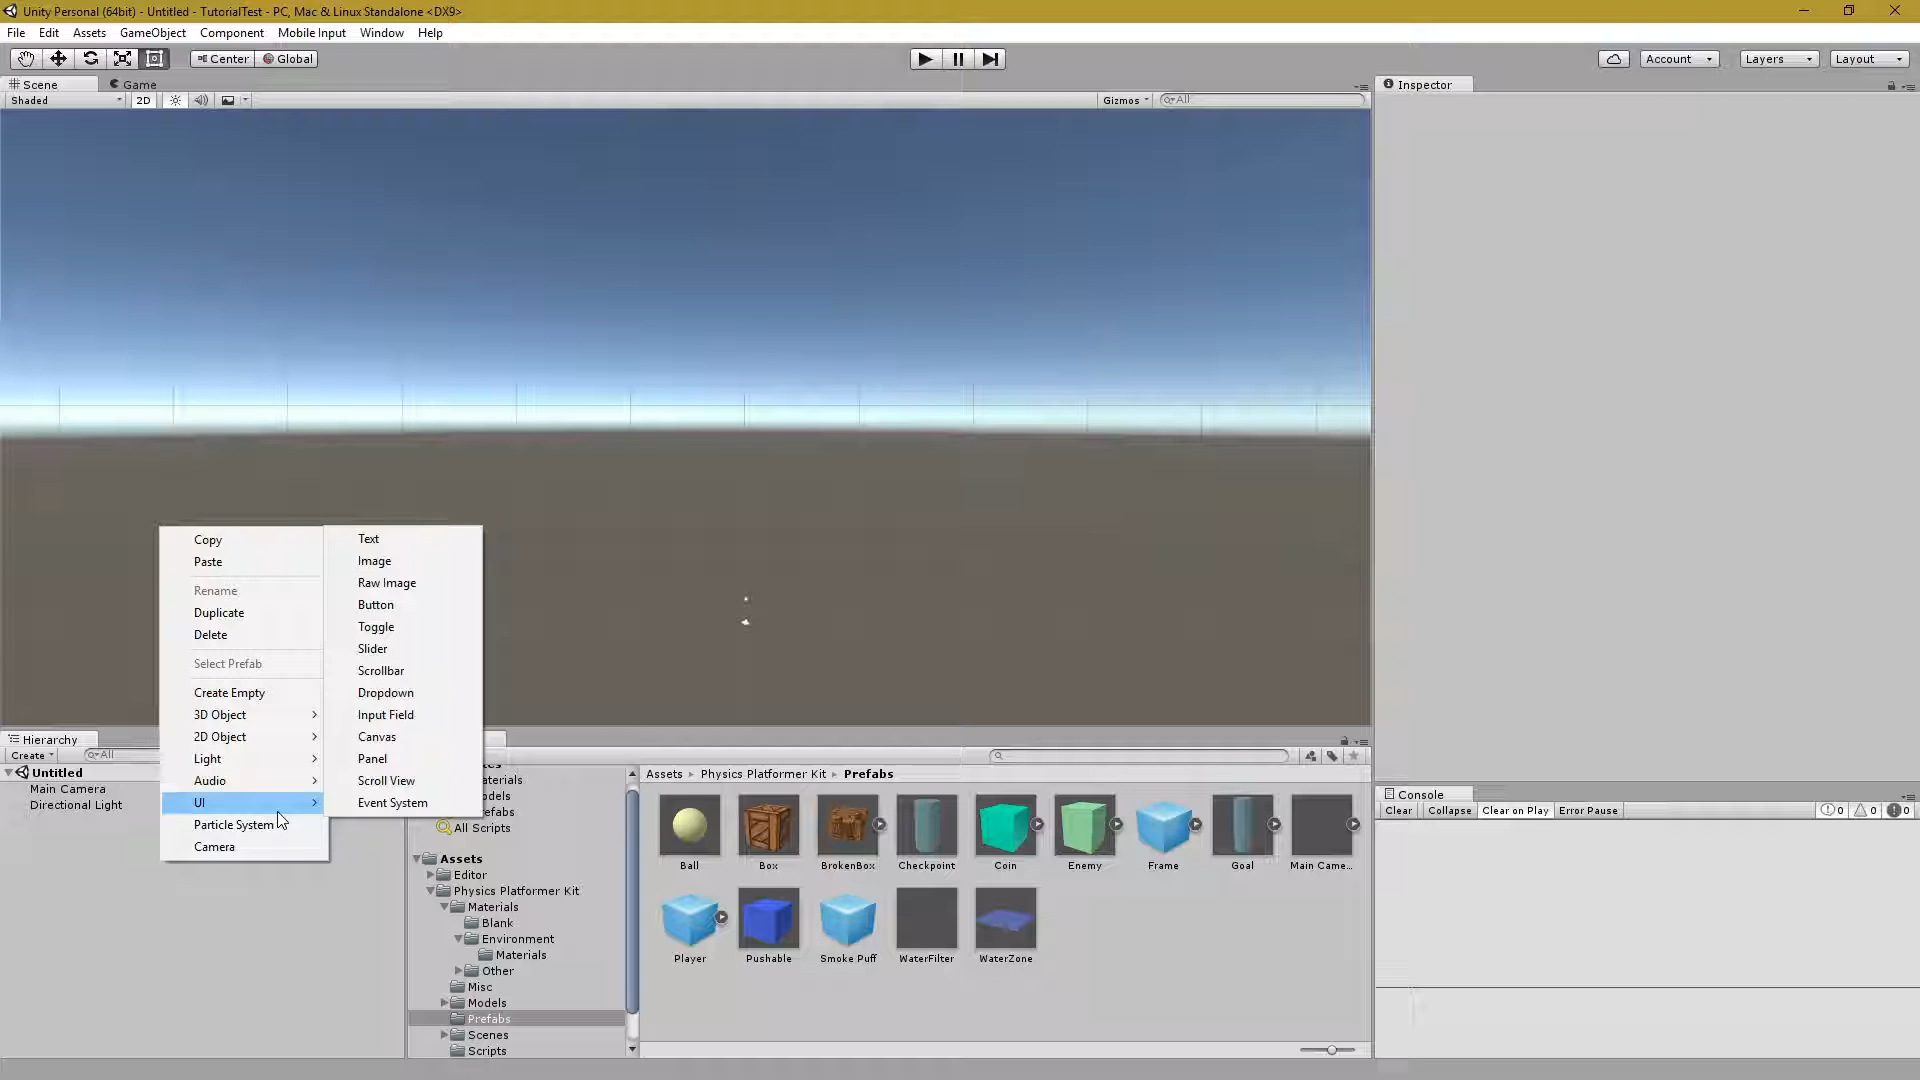 Unity Personal (64bit) - Untitled - TutorialTest - PC, Mac & Linux Standalone <DX9>
File Edit Assets GameObject Component Mobile Input Window Help
Center Global Account Layers Layout
Scene Game Inspector
Shaded 2D Gizmos All
Copy
Paste
Rename
Duplicate
Delete
Select Prefab
Create Empty
3D Object
2D Object
Light
Audio
UI
Particle System
Camera
Text
Image
Raw Image
Button
Toggle
Slider
Scrollbar
Dropdown
Input Field
Canvas
Panel
Scroll View
Event System
Hierarchy
Create All
Untitled
Main Camera
Directional Light
All Scripts
Assets
Editor
Physics Platformer Kit
Materials
Blank
Environment
Materials
Other
Misc
Models
Prefabs
Scenes
Scripts
Assets Physics Platformer Kit Prefabs
Ball Box BrokenBox Checkpoint Coin Enemy Frame Goal Main Came...
Player Pushable Smoke Puff WaterFilter WaterZone
Console
Clear Collapse Clear on Play Error Pause 0 0 0